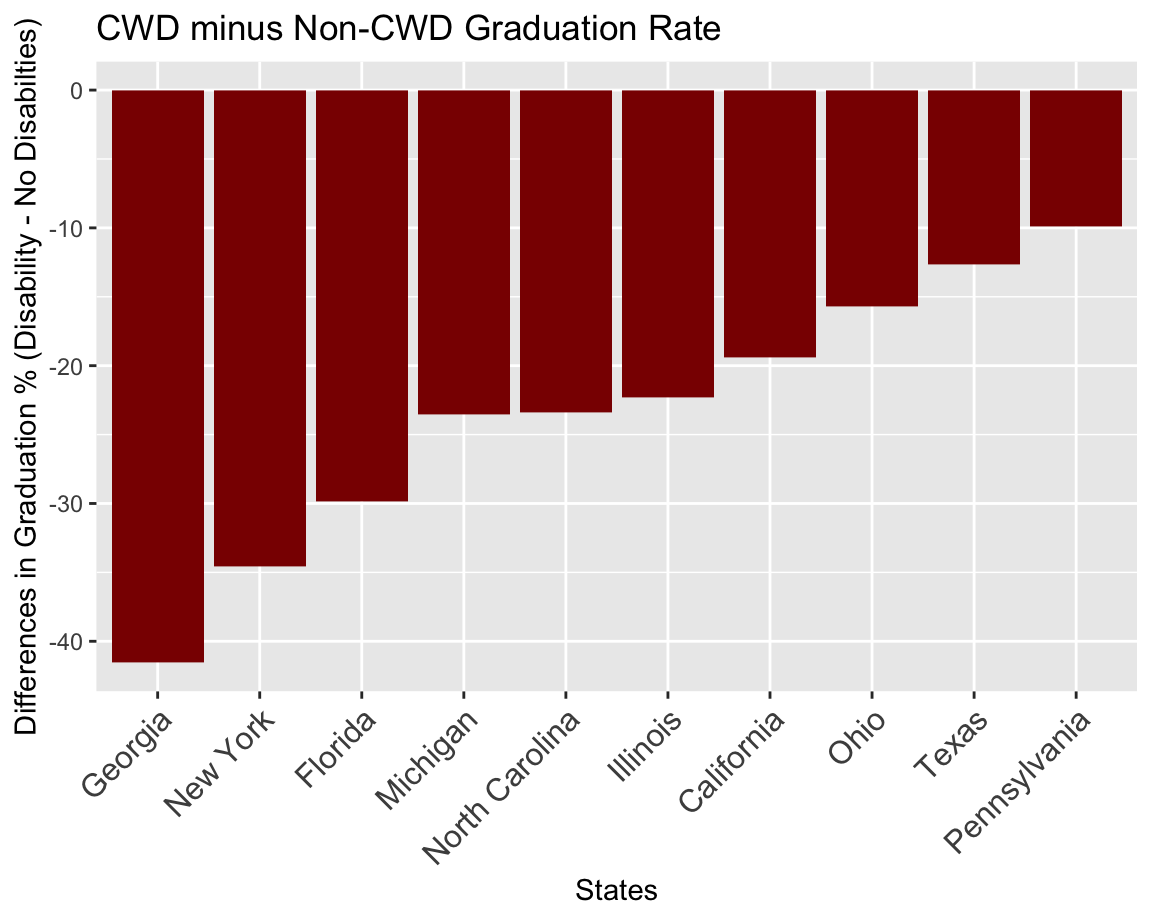 CWD minus Non-CWD Graduation Rate
Differences in Graduation % (Disability - No Disabilties)
0
-10
-20
-30
-40
Georgia
New York
Florida
Michigan
North Carolina
Illinois
California
Ohio
Texas
Pennsylvania
States